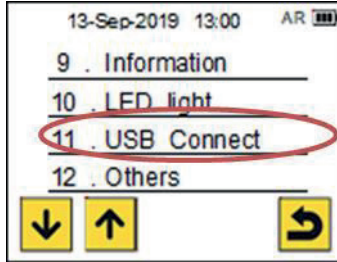 13-Sep-2019 13:00 AR
9 . Information
10 . LED light
11 . USB Connect
12 . Others